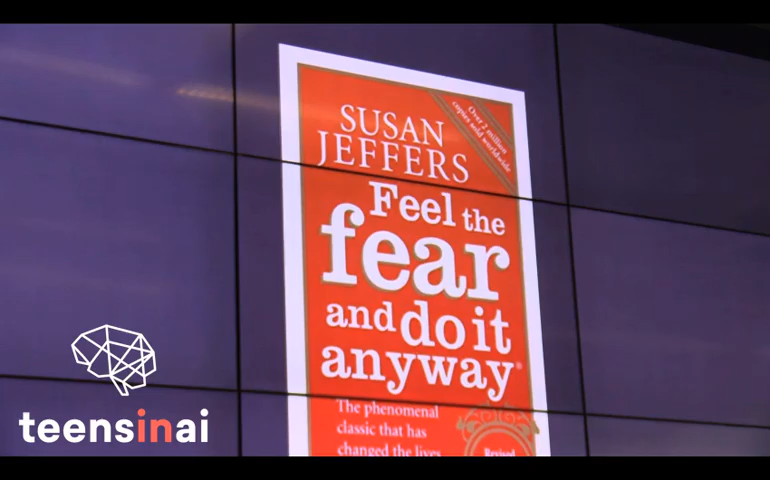 SUSAN
JEFFERS
Over 2 million
copies sold worldwide
Feel the
fear
and do it
anyway®
The phenomenal
classic that has
changed the lives
Revised
teensinai